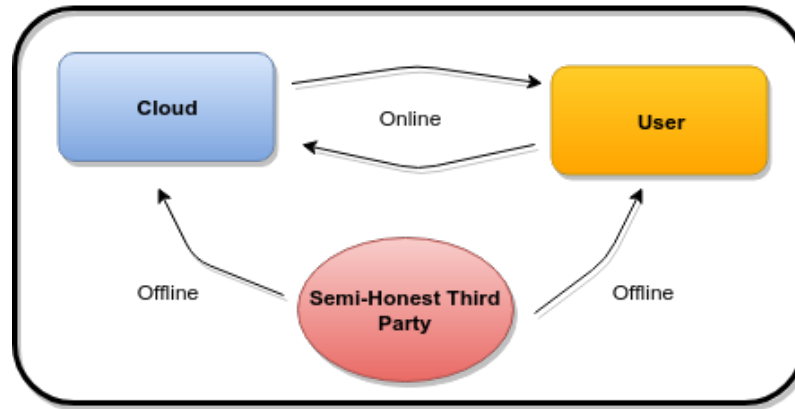 Cloud
User
Online
Offline
Semi-Honest Third
Party
Offline